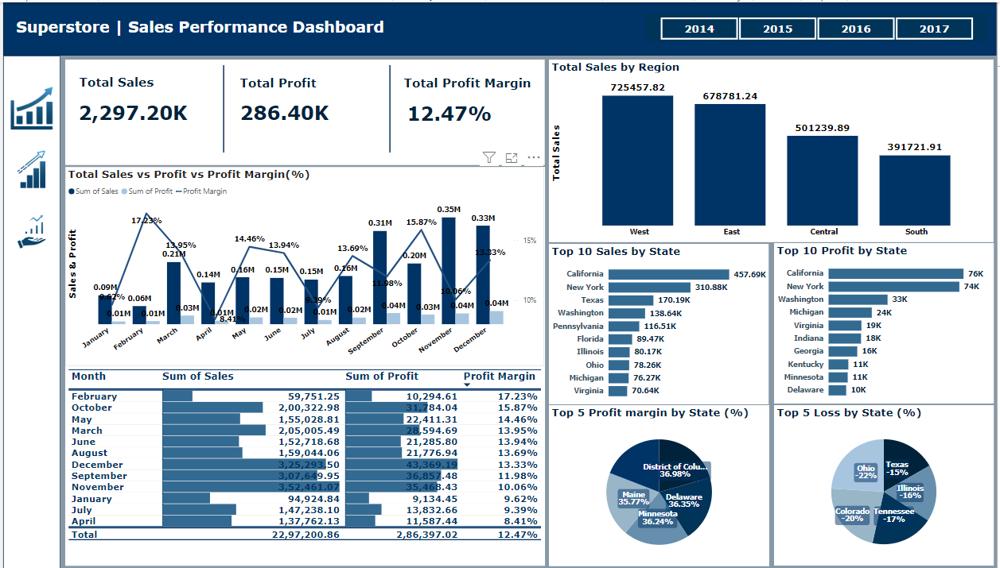 Superstore | Sales Performance Dashboard
2014 2015 2016 2017
Total Sales
2,297.20K
Total Profit
286.40K
Total Profit Margin
12.47%
Total Sales vs Profit vs Profit Margin(%)
Sum of Sales Sum of Profit Profit Margin
Sales & Profit
0.09M 0.06M 0.21M 0.14M 0.16M 0.15M 0.15M 0.16M 0.31M 0.20M 0.35M 0.33M
9.62% 17.23% 13.95% 8.41% 14.46% 13.94% 9.39% 13.69% 11.98% 15.87% 10.06% 13.33%
0.01M 0.01M 0.03M 0.01M 0.02M 0.02M 0.01M 0.02M 0.04M 0.03M 0.04M 0.04M
15%
10%
January February March April May June July August September October November December
Month Sum of Sales Sum of Profit Profit Margin
February 59,751.25 10,294.61 17.23%
October 2,00,322.98 31,784.04 15.87%
May 1,55,028.81 22,411.31 14.46%
March 2,05,005.49 28,594.69 13.95%
June 1,52,718.68 21,285.80 13.94%
August 1,59,044.06 21,776.94 13.69%
December 3,25,293.50 43,369.19 13.33%
September 3,07,649.95 36,857.48 11.98%
November 3,52,461.07 35,468.43 10.06%
January 94,924.84 9,134.45 9.62%
July 1,47,238.10 13,832.66 9.39%
April 1,37,762.13 11,587.44 8.41%
Total 22,97,200.86 2,86,397.02 12.47%
Total Sales by Region
Total Sales
725457.82 678781.24 501239.89 391721.91
West East Central South
Top 10 Sales by State
California 457.69K
New York 310.88K
Texas 170.19K
Washington 138.64K
Pennsylvania 116.51K
Florida 89.47K
Illinois 80.17K
Ohio 78.26K
Michigan 76.27K
Virginia 70.64K
Top 10 Profit by State
California 76K
New York 74K
Washington 33K
Michigan 24K
Virginia 19K
Indiana 18K
Georgia 16K
Kentucky 11K
Minnesota 11K
Delaware 10K
Top 5 Profit margin by State (%)
District of Colu...
36.98%
Delaware
36.35%
Minnesota
36.24%
Maine
35.77%
Top 5 Loss by State (%)
Texas
-15%
Illinois
-16%
Tennessee
-17%
Colorado
-20%
Ohio
-22%